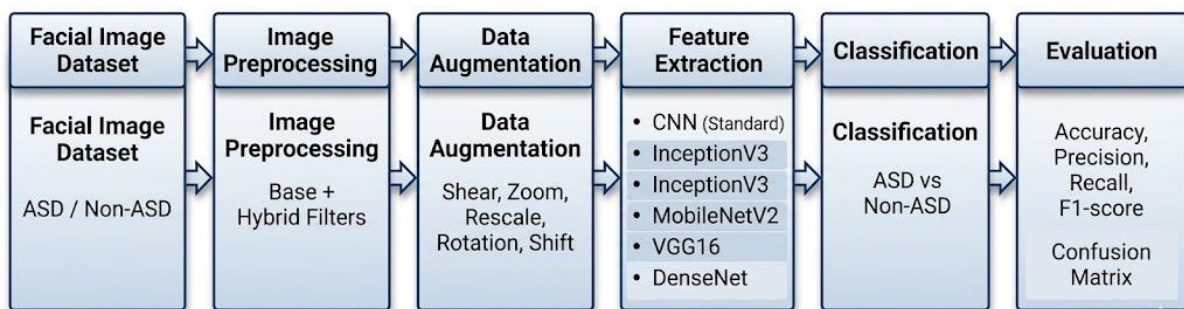 Facial Image
Dataset
Image
Preprocessing
Data
Augmentation
Feature
Extraction
Classification
Evaluation
Facial Image
Dataset
ASD / Non-ASD
Image
Preprocessing
Base +
Hybrid Filters
Data
Augmentation
Shear, Zoom,
Rescale,
Rotation, Shift
• CNN (Standard)
• InceptionV3
• InceptionV3
• MobileNetV2
• VGG16
• DenseNet
Classification
ASD vs
Non-ASD
Accuracy,
Precision,
Recall,
F1-score
Confusion
Matrix